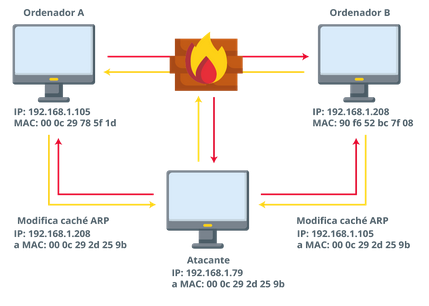 Ordenador A
Ordenador B
IP: 192.168.1.105
MAC: 00 0c 29 78 5f 1d
IP: 192.168.1.208
MAC: 90 f6 52 bc 7f 08
Modifica caché ARP
IP: 192.168.1.208
a MAC: 00 0c 29 2d 25 9b
Modifica caché ARP
IP: 192.168.1.105
a MAC: 00 0c 29 2d 25 9b
Atacante
IP: 192.168.1.79
a MAC: 00 0c 29 2d 25 9b